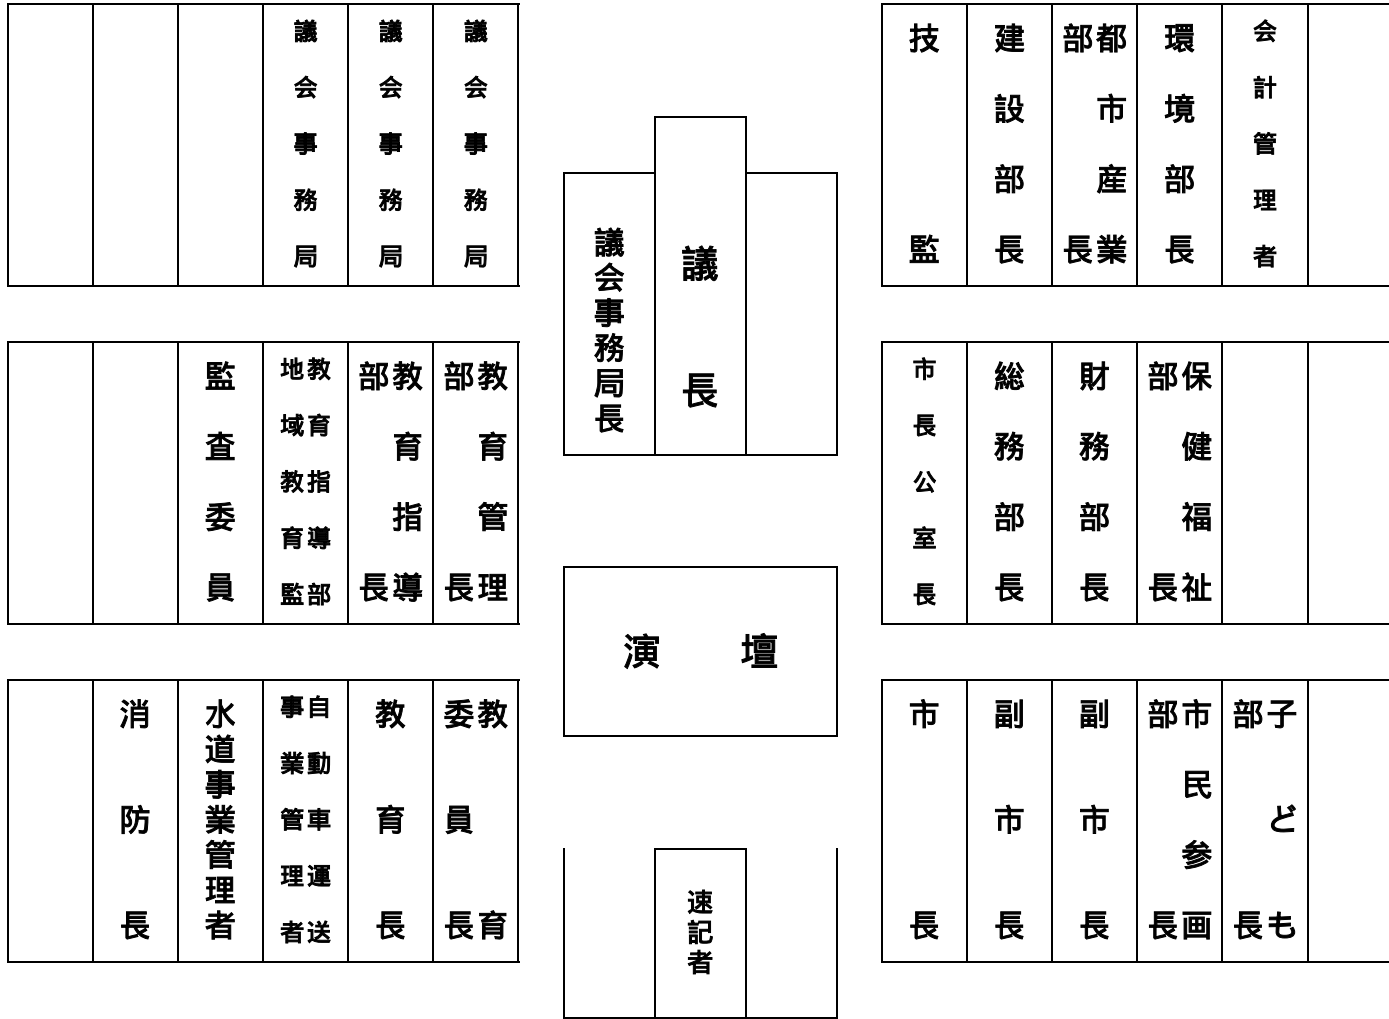 議会事務局
議会事務局
議会事務局
議会事務局長
議長
技監
建設部長
都市産業
部長
環境部長
会計管理者
監査委員
教育指導部
地域教育監
教育指導
部長
教育管理
部長
市長公室長
総務部長
財務部長
保健福祉
部長
演壇
消防長
水道事業管理者
自動車運送
事業管理者
教育長
教育
委員長
速記者
市長
副市長
副市長
市民参画
部長
子ども
部長